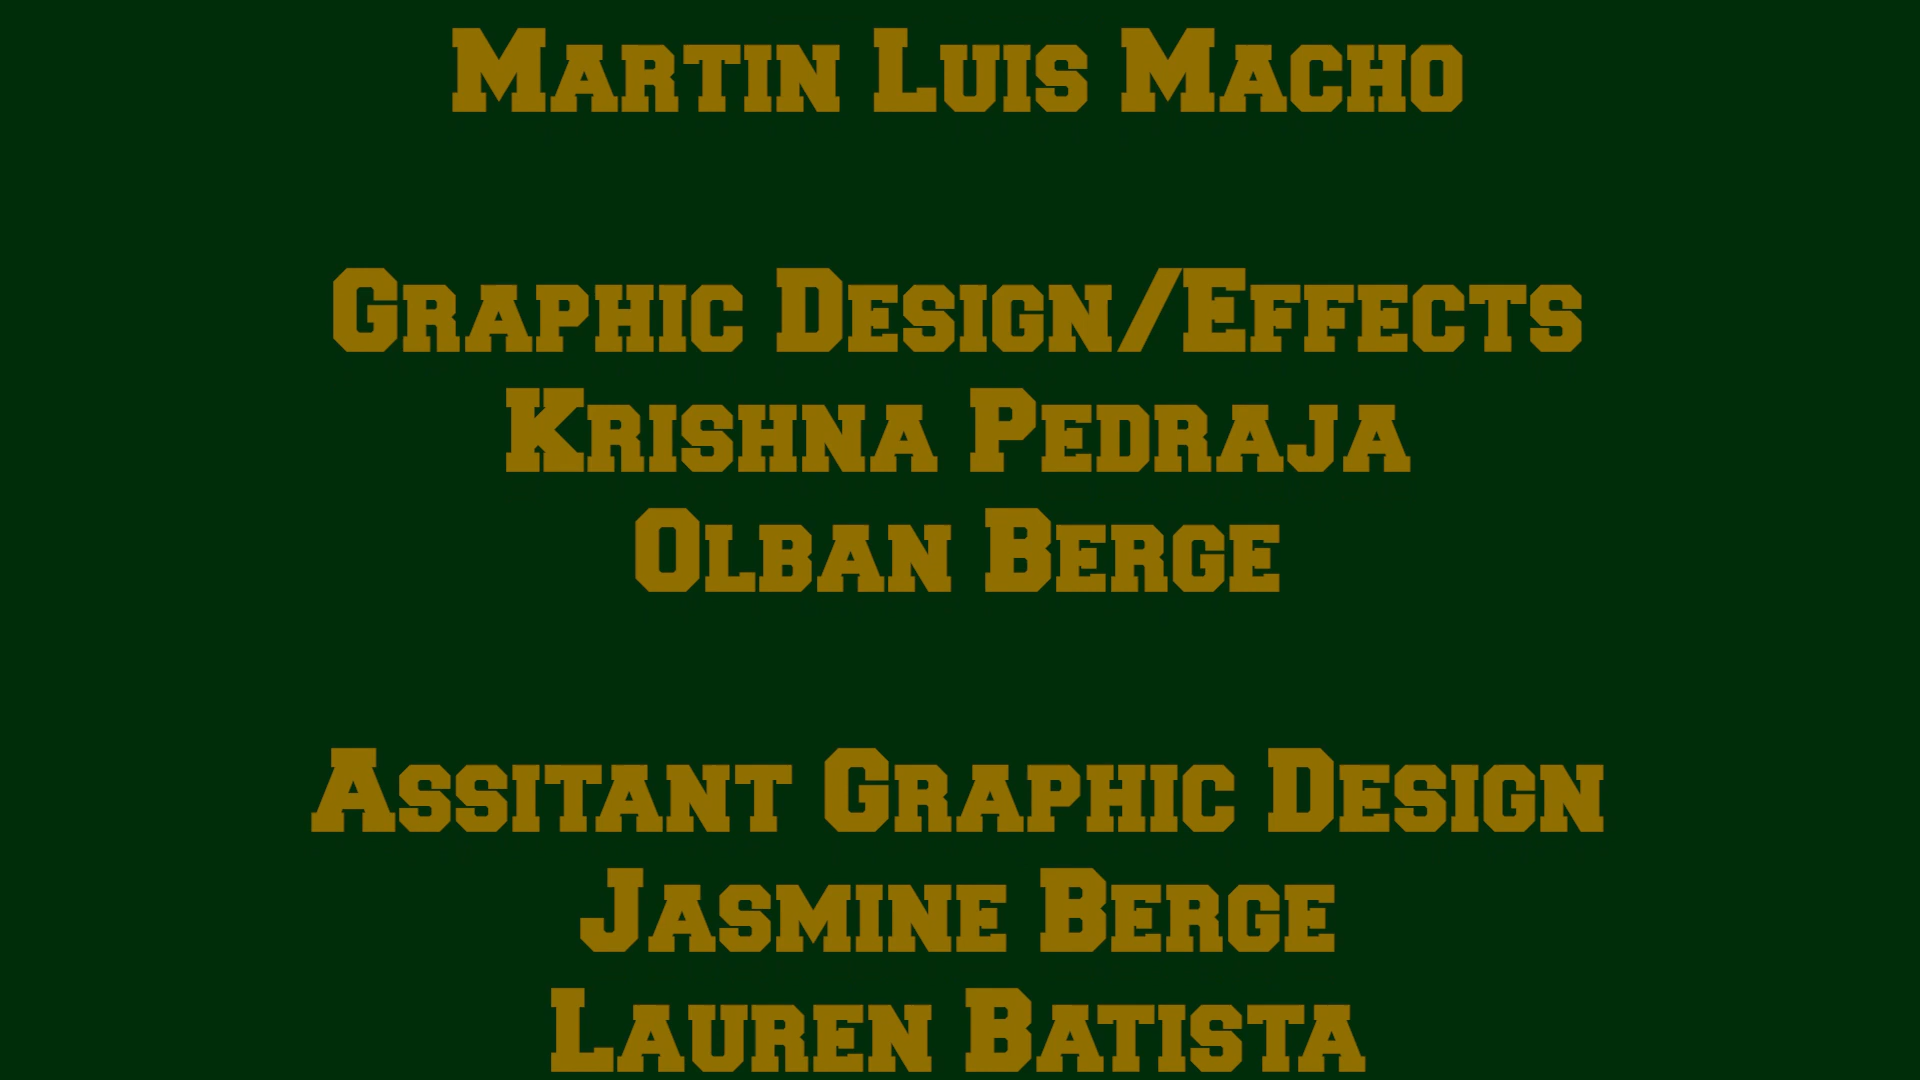 Martin Luis Macho
Graphic Design/Effects
Krishna Pedraja
Olban Berge
Assitant Graphic Design
Jasmine Berge
Lauren Batista